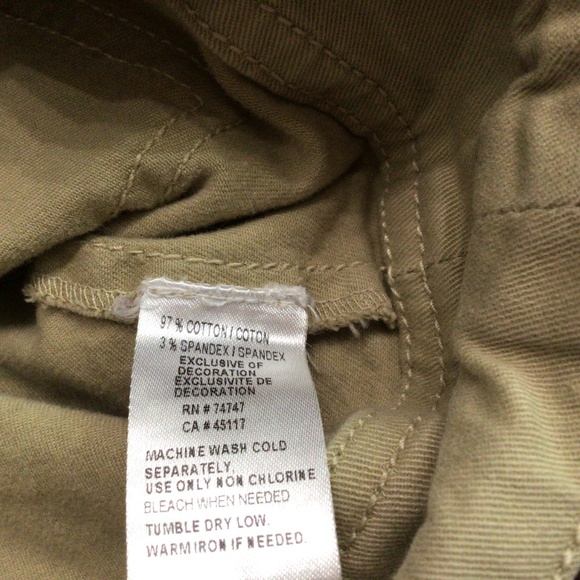 97 % COTTON / COTON
3 % SPANDEX / SPANDEX
EXCLUSIVE OF
DECORATION
EXCLUSIVITE DE
DECORATION
RN # 74747
CA # 45117
MACHINE WASH COLD
SEPARATELY,
USE ONLY NON CHLORINE
BLEACH WHEN NEEDED
TUMBLE DRY LOW.
WARM IRON IF NEEDED.